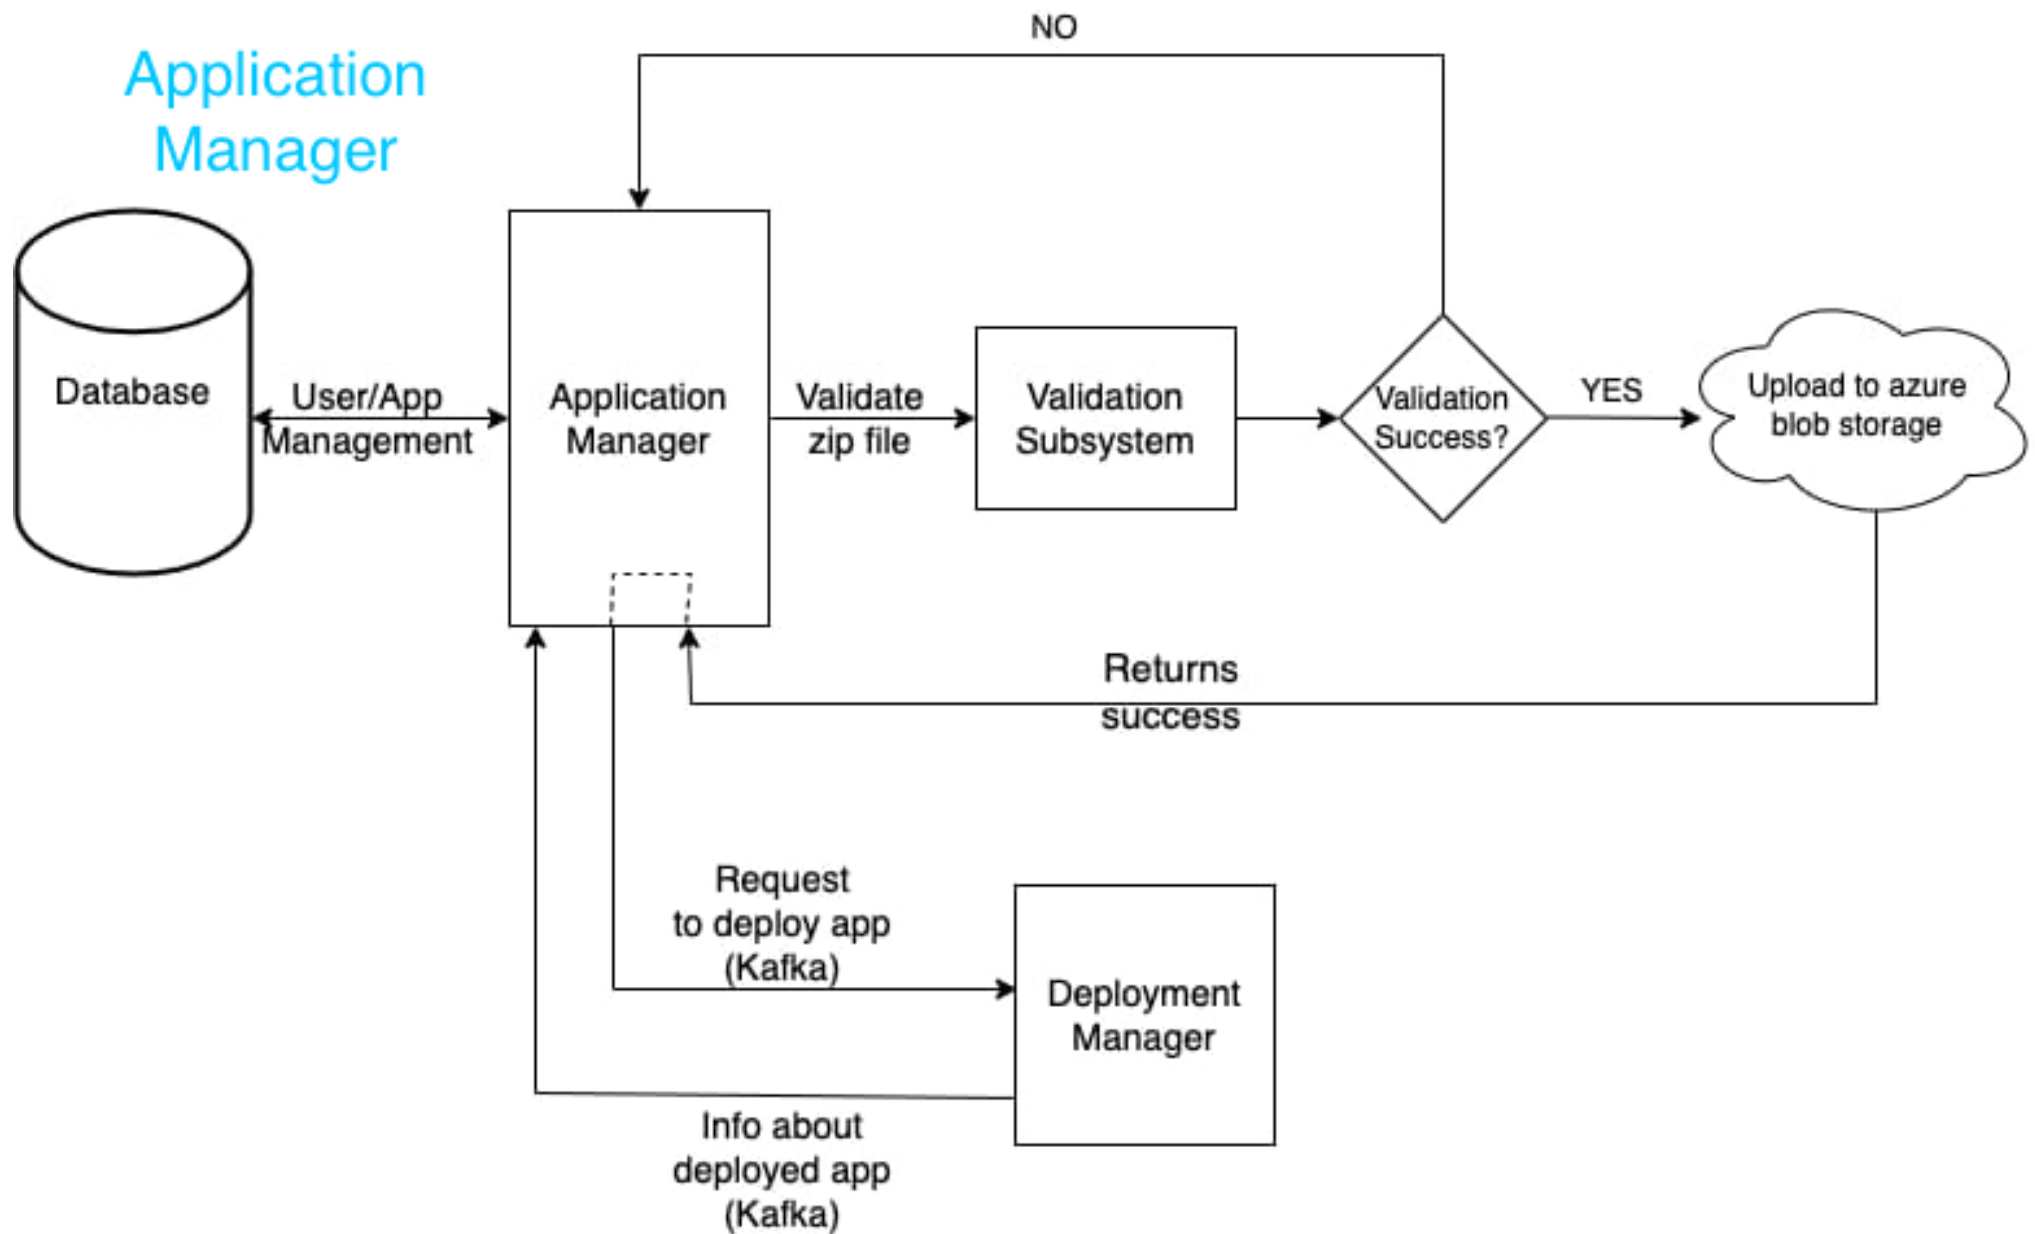 NO
Application
Manager
Database
User/App
Management
Application
Manager
Validate
zip file
Validation
Subsystem
Validation
Success?
YES
Upload to azure
blob storage
Returns
success
Request
to deploy app
(Kafka)
Deployment
Manager
Info about
deployed app
(Kafka)